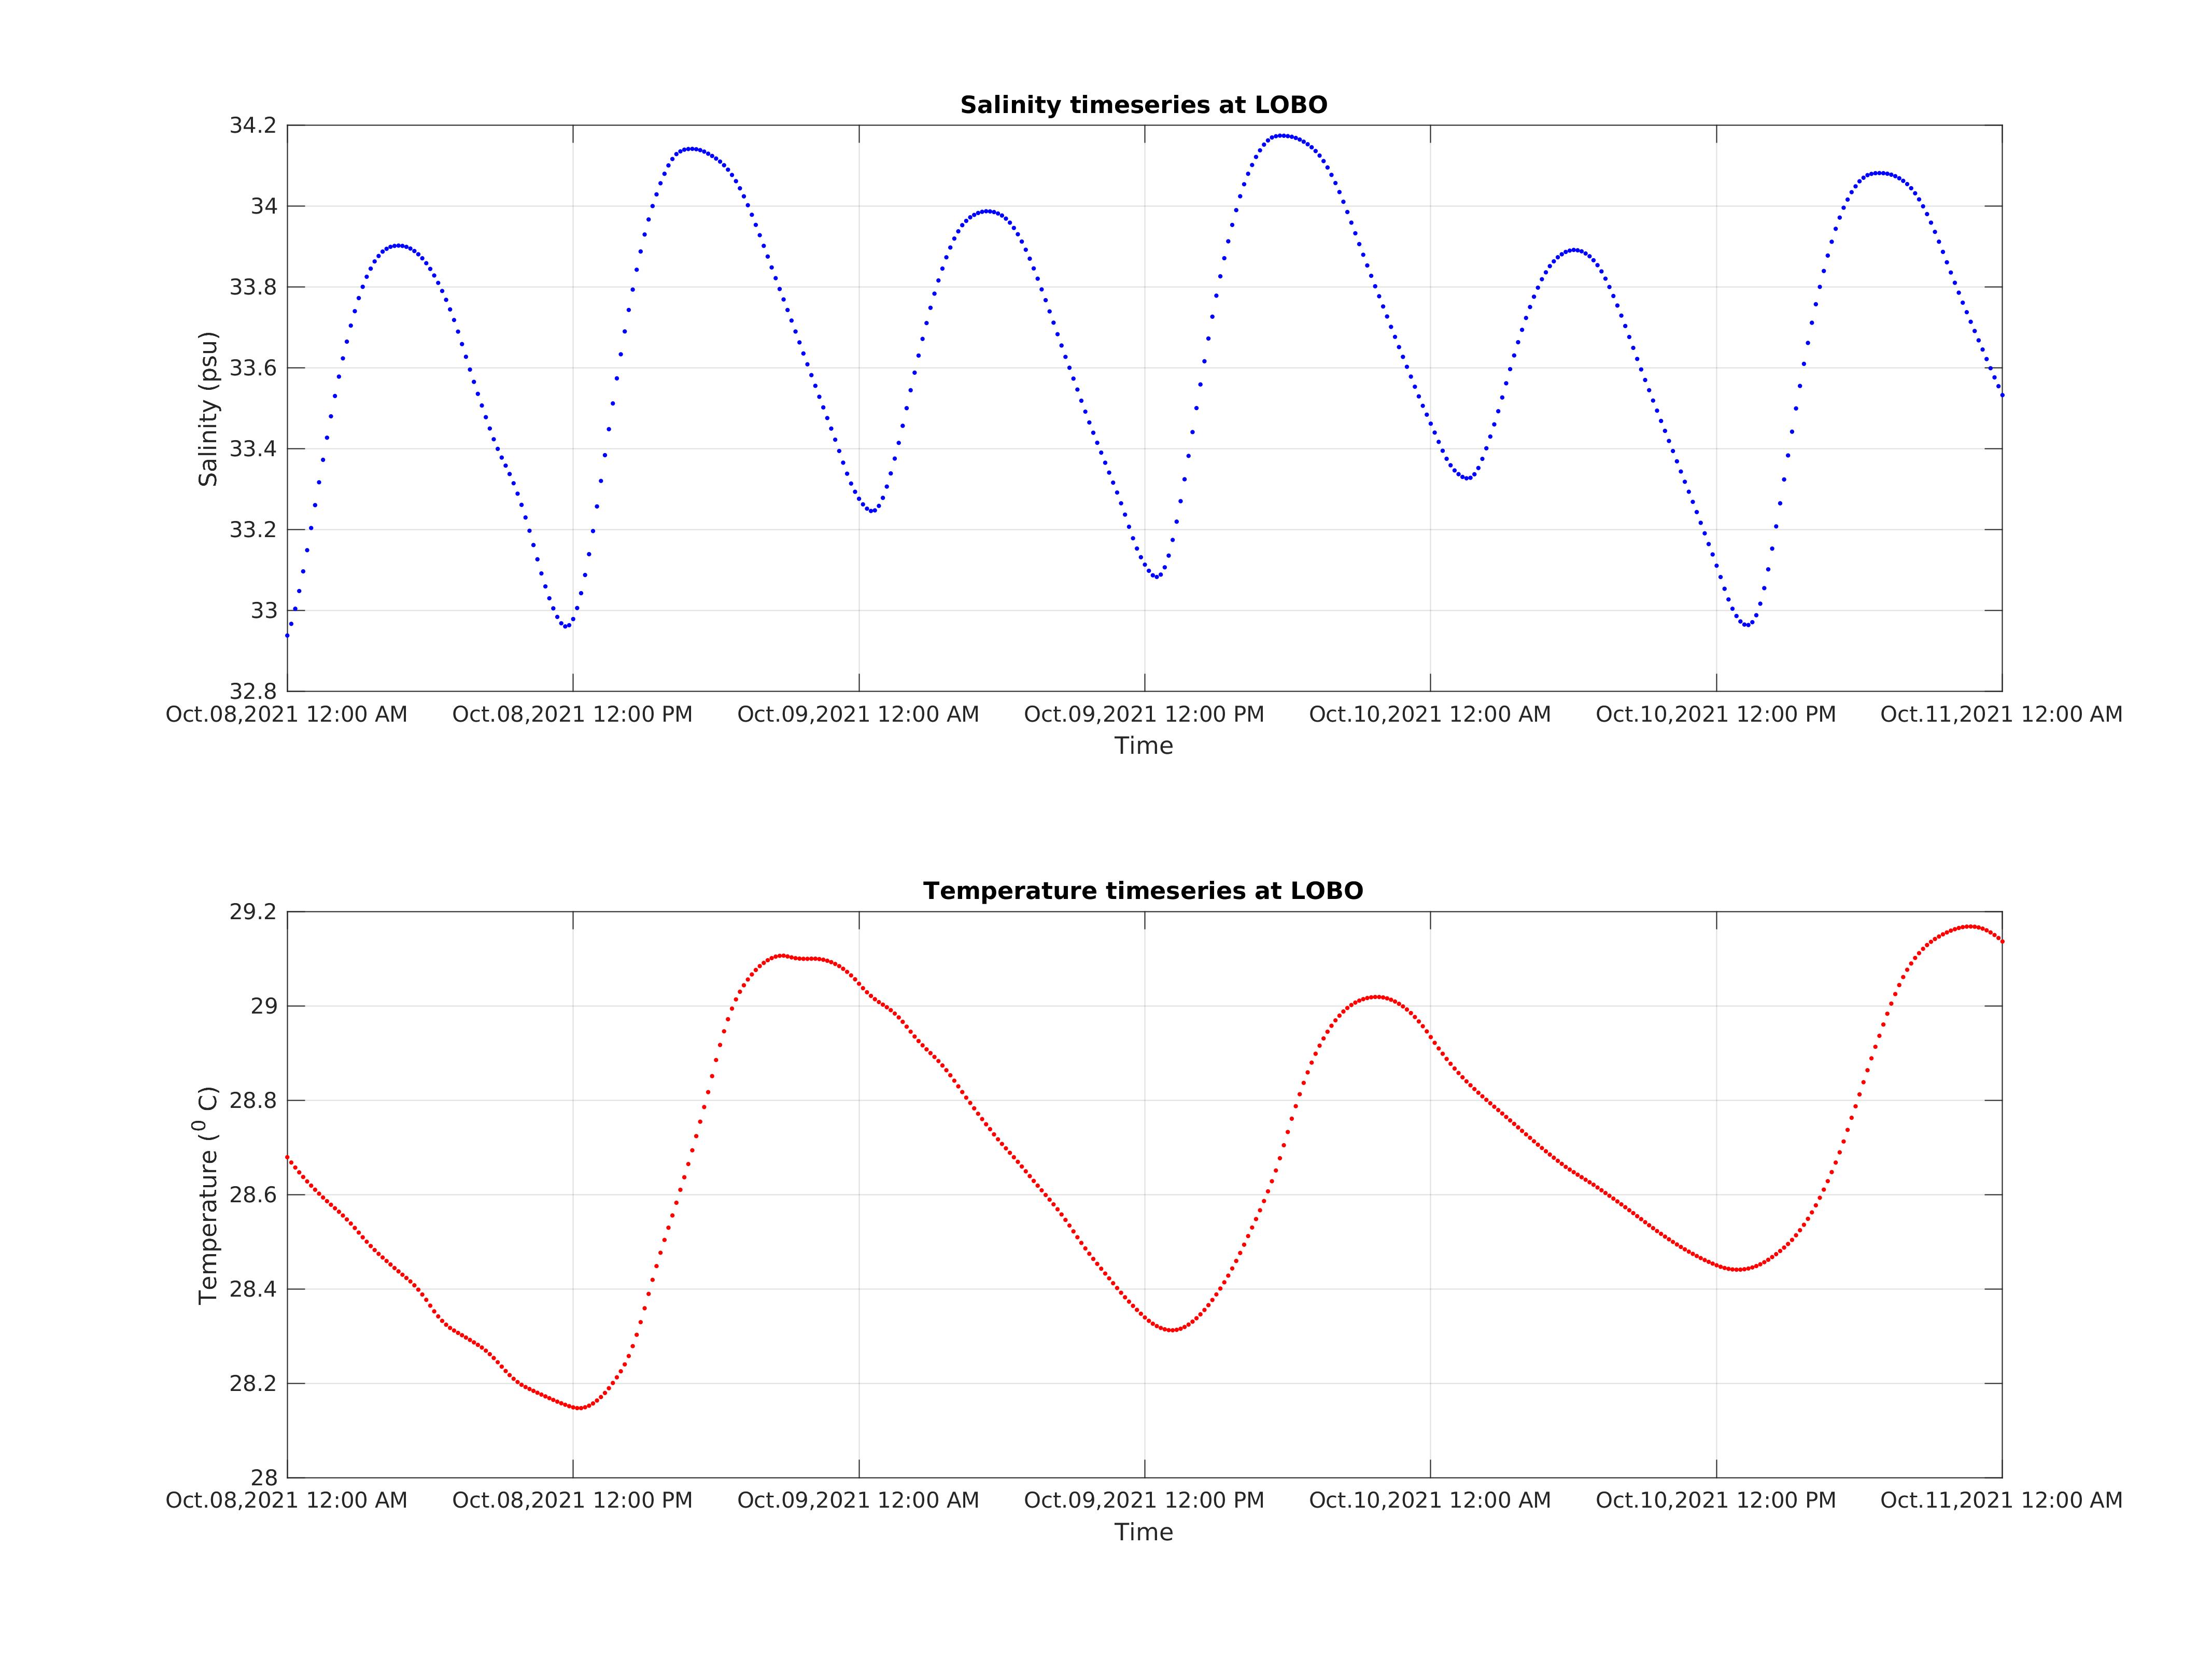 Salinity timeseries at LOBO
34.2
34
33.8
33.6
33.4
33.2
33
32.8
Salinity (psu)
Oct.08,2021 12:00 AM Oct.08,2021 12:00 PM Oct.09,2021 12:00 AM Oct.09,2021 12:00 PM Oct.10,2021 12:00 AM Oct.10,2021 12:00 PM Oct.11,2021 12:00 AM
Time
Temperature timeseries at LOBO
29.2
29
28.8
28.6
28.4
28.2
28
Temperature (⁰ C)
Oct.08,2021 12:00 AM Oct.08,2021 12:00 PM Oct.09,2021 12:00 AM Oct.09,2021 12:00 PM Oct.10,2021 12:00 AM Oct.10,2021 12:00 PM Oct.11,2021 12:00 AM
Time